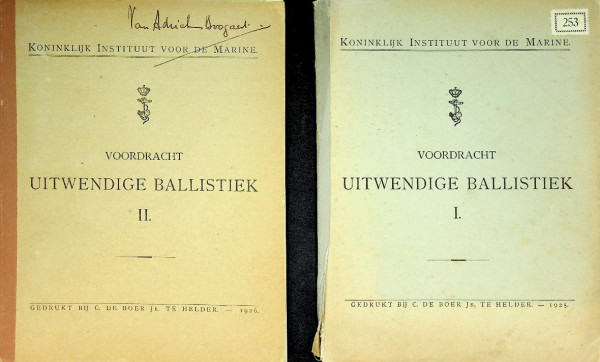 Van Adrich Boogaert
KONINKLIJK INSTITUUT VOOR DE MARINE.
VOORDRACHT
UITWENDIGE BALLISTIEK
II.
GEDRUKT BIJ C. DE BOER JR. TE HELDER. — 1926.
253
KONINKLIJK INSTITUUT VOOR DE MARINE.
VOORDRACHT
UITWENDIGE BALLISTIEK
I.
GEDRUKT BIJ C. DE BOER JR. TE HELDER. — 1925.